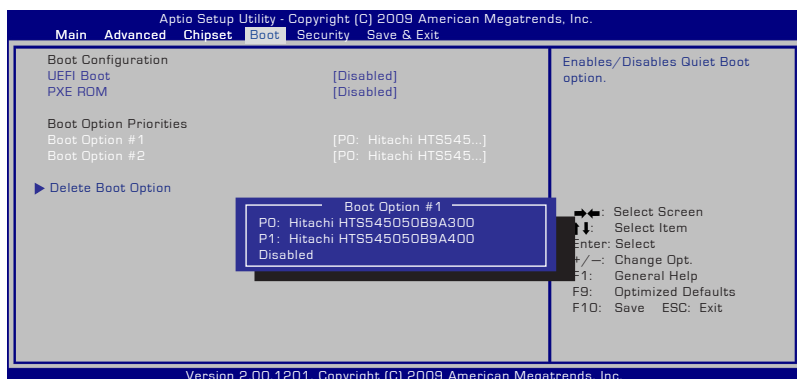 Aptio Setup Utility - Copyright (C) 2009 American Megatrends, Inc.
Main Advanced Chipset Boot Security Save & Exit
Boot Configuration
UEFI Boot [Disabled]
PXE ROM [Disabled]
Boot Option Priorities
Boot Option #1 [P0: Hitachi HTS545...]
Boot Option #2 [P0: Hitachi HTS545...]
Delete Boot Option
Boot Option #1
P0: Hitachi HTS545050B9A300
P1: Hitachi HTS545050B9A400
Disabled
Enables/Disables Quiet Boot
option.
→←: Select Screen
↑↓: Select Item
Enter: Select
+/—: Change Opt.
F1: General Help
F9: Optimized Defaults
F10: Save ESC: Exit
Version 2.00.1201. Copyright (C) 2009 American Megatrends, Inc.